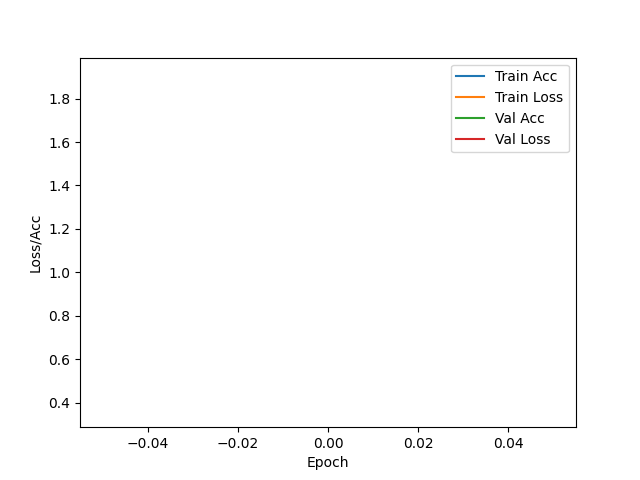 Train Acc
Train Loss
Val Acc
Val Loss
1.8
1.6
1.4
1.2
1.0
0.8
0.6
0.4
Loss/Acc
−0.04
−0.02
0.00
0.02
0.04
Epoch